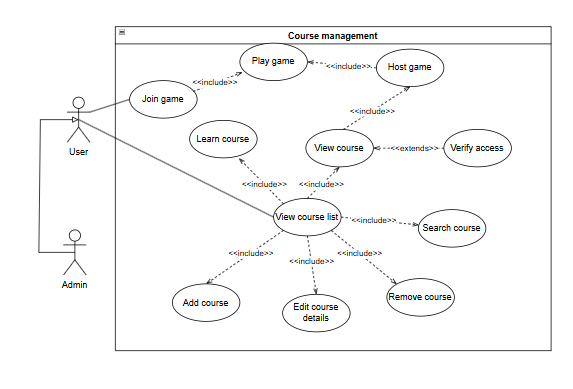 Course management
Play game
<<include>>
Host game
<<include>>
Join game
<<include>>
Learn course
View course
<<extends>>
Verify access
User
<<include>>
<<include>>
View course list
<<include>>
Search course
<<include>>
<<include>>
<<include>>
Admin
Add course
Edit course
details
Remove course